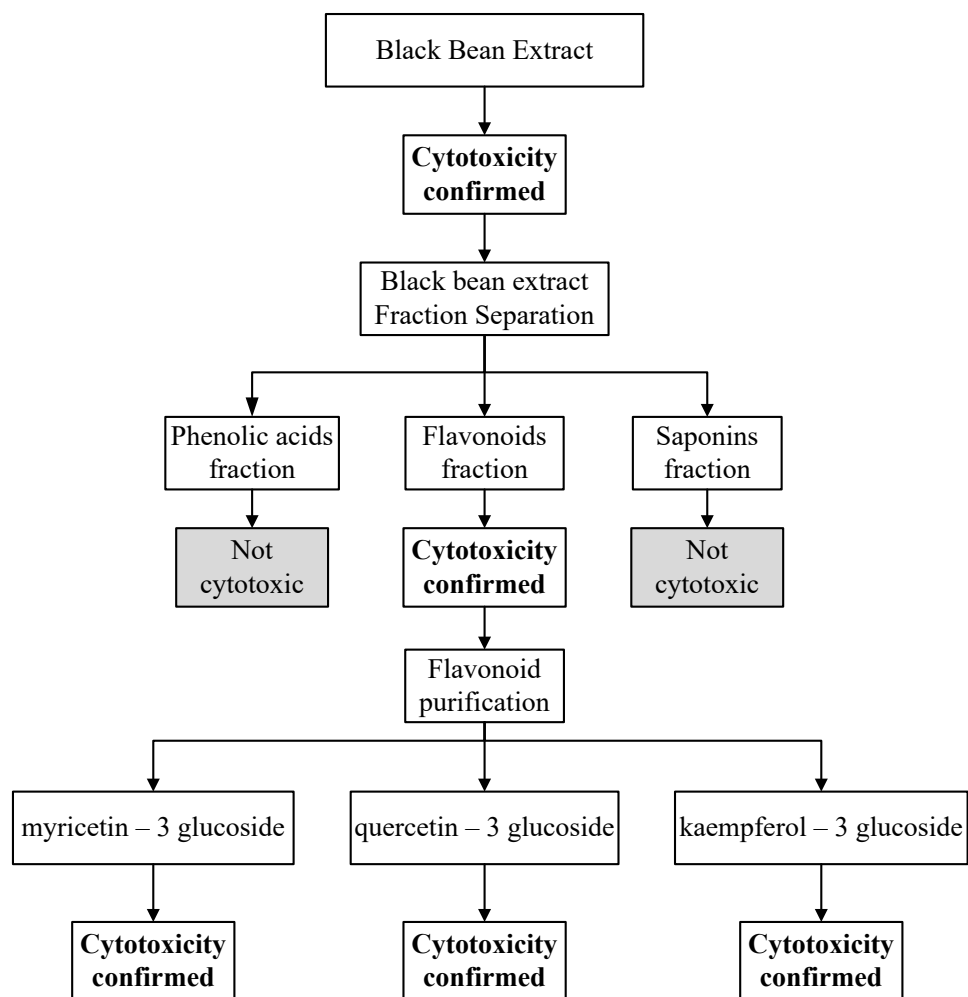 Black Bean Extract
Cytotoxicity
confirmed
Black bean extract
Fraction Separation
Phenolic acids
fraction
Flavonoids
fraction
Saponins
fraction
Not
cytotoxic
Cytotoxicity
confirmed
Not
cytotoxic
Flavonoid
purification
myricetin – 3 glucoside
quercetin – 3 glucoside
kaempferol – 3 glucoside
Cytotoxicity
confirmed
Cytotoxicity
confirmed
Cytotoxicity
confirmed